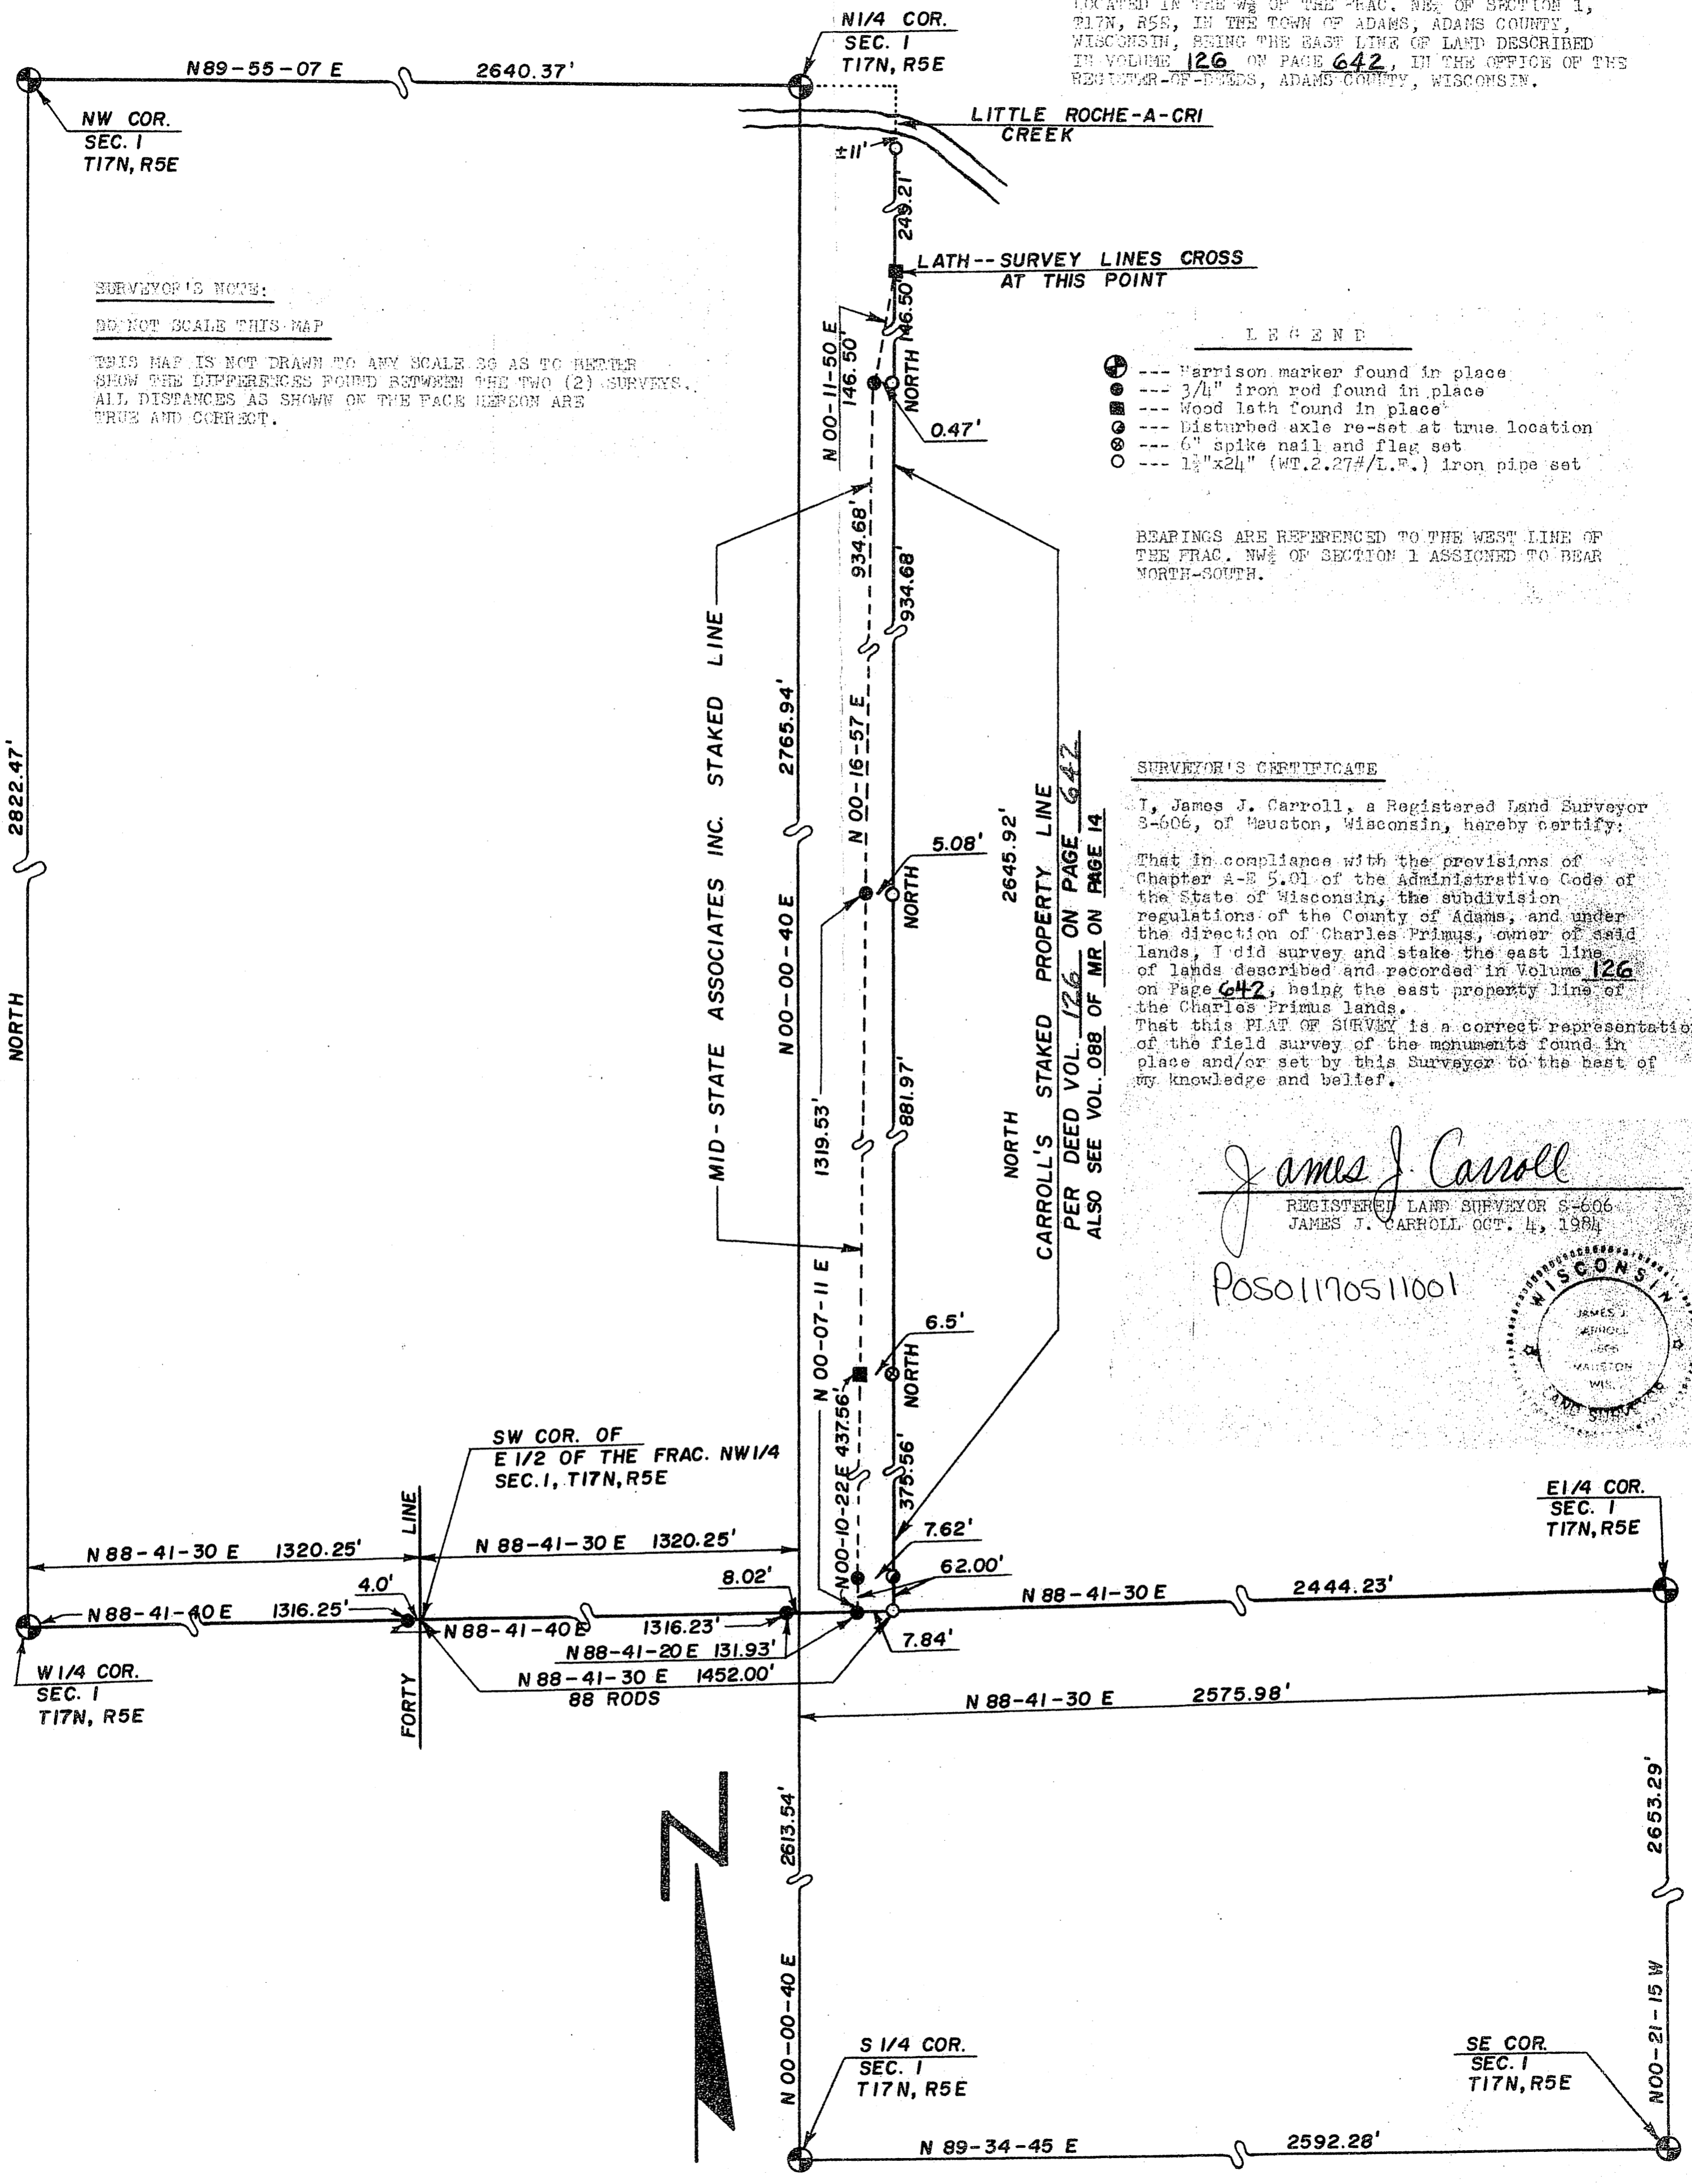 LOCATED IN THE W½ OF THE FRAC. NE¼ OF SECTION 1,
T17N, R5E, IN THE TOWN OF ADAMS, ADAMS COUNTY,
WISCONSIN, BEING THE EAST LINE OF LAND DESCRIBED
IN VOLUME 126 ON PAGE 642, IN THE OFFICE OF THE
REGISTER-OF-DEEDS, ADAMS COUNTY, WISCONSIN.
N1/4 COR.
SEC. 1
T17N, R5E
N89-55-07 E 2640.37'
NW COR.
SEC. 1
T17N, R5E
LITTLE ROCHE-A-CRI
CREEK
±11'
249.21'
LATH--SURVEY LINES CROSS
AT THIS POINT
SURVEYOR'S NOTE:
DO NOT SCALE THIS MAP
THIS MAP IS NOT DRAWN TO ANY SCALE SO AS TO BETTER
SHOW THE DIFFERENCES FOUND BETWEEN THE TWO (2) SURVEYS.
ALL DISTANCES AS SHOWN ON THE FACE HEREON ARE
TRUE AND CORRECT.
N 00-11-50 E
146.50'
NORTH 146.50'
0.47'
LEGEND
--- Harrison marker found in place
--- 3/4" iron rod found in place
--- Wood lath found in place
--- Disturbed axle re-set at true location
--- 6" spike nail and flag set
--- 1½"x24" (WT.2.27#/L.F.) iron pipe set
BEARINGS ARE REFERENCED TO THE WEST LINE OF
THE FRAC. NW¼ OF SECTION 1 ASSIGNED TO BEAR
NORTH-SOUTH.
934.68'
934.68'
MID-STATE ASSOCIATES INC. STAKED LINE
2765.94'
N 00-00-40 E
N 00-16-57 E
NORTH 2822.47'
5.08'
NORTH
1319.53'
881.97'
N 00-07-11 E
NORTH 2645.92'
CARROLL'S STAKED PROPERTY LINE
PER DEED VOL. 126 ON PAGE 642
ALSO SEE VOL. 088 OF MR ON PAGE 14
SURVEYOR'S CERTIFICATE
I, James J. Carroll, a Registered Land Surveyor
S-606, of Mauston, Wisconsin, hereby certify:
That in compliance with the provisions of
Chapter A-E 5.01 of the Administrative Code of
the State of Wisconsin, the subdivision
regulations of the County of Adams, and under
the direction of Charles Primus, owner of said
lands, I did survey and stake the east line
of lands described and recorded in Volume 126
on Page 642, being the east property line of
the Charles Primus lands.
That this PLAT OF SURVEY is a correct representatio
of the field survey of the monuments found in
place and/or set by this Surveyor to the best of
my knowledge and belief.
James J. Carroll
REGISTERED LAND SURVEYOR S-606
JAMES J. CARROLL OCT. 4, 1984
POS01170511001
WISCONSIN
JAMES J.
CARROLL
S-606
MAUSTON
WIS.
LAND SURVEYOR
6.5'
NORTH
N00-10-22E 437.56'
375.56'
SW COR. OF
E 1/2 OF THE FRAC. NW1/4
SEC. 1, T17N, R5E
E1/4 COR.
SEC. 1
T17N, R5E
FORTY LINE
N 88-41-30 E 1320.25'
N 88-41-30 E 1320.25'
7.62'
62.00'
4.0'
8.02'
N 88-41-30 E 2444.23'
N 88-41-40 E 1316.25'
N 88-41-40 E 1316.23'
N 88-41-20 E 131.93'
7.84'
N 88-41-30 E 1452.00'
88 RODS
W1/4 COR.
SEC. 1
T17N, R5E
N 88-41-30 E 2575.98'
N
2613.54'
N 00-00-40 E
2653.29'
N00-21-15 W
S 1/4 COR.
SEC. 1
T17N, R5E
SE COR.
SEC. 1
T17N, R5E
N 89-34-45 E 2592.28'